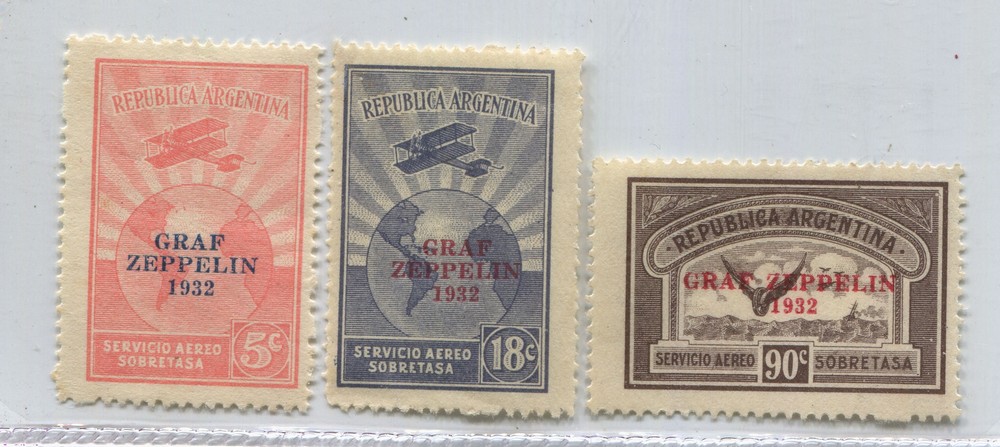 REPUBLICA ARGENTINA
GRAF
ZEPPELIN
1932
SERVICIO AEREO
SOBRETASA
5c
REPUBLICA ARGENTINA
GRAF
ZEPPELIN
1932
SERVICIO AEREO
SOBRETASA
18c
REPUBLICA ARGENTINA
GRAF ZEPPELIN
1932
SERVICIO AEREO 90c SOBRETASA